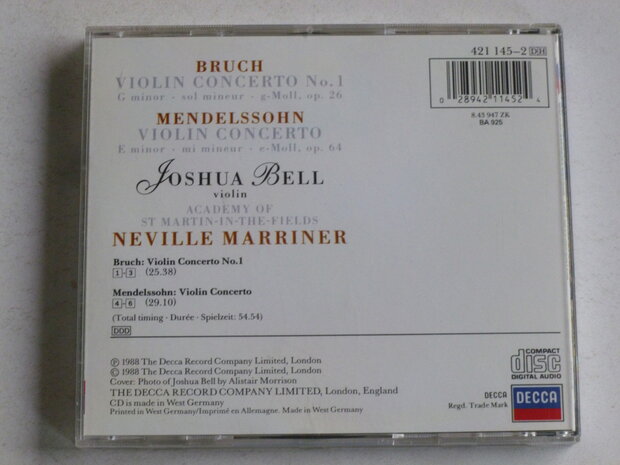 BRUCH
VIOLIN CONCERTO No. 1
G minor · sol mineur · g-Moll, op. 26
MENDELSSOHN
VIOLIN CONCERTO
E minor · mi mineur · e-Moll, op. 64
JOSHUA BELL
violin
ACADEMY OF
ST MARTIN-IN-THE-FIELDS
NEVILLE MARRINER
Bruch: Violin Concerto No.1
1-3 (25.38)
Mendelssohn: Violin Concerto
4-6 (29.10)
(Total timing · Durée · Spielzeit: 54.54)
DDD
421 145-2 DH
0 28942 11452 4
8.43 947 ZK
BA 925
℗ 1988 The Decca Record Company Limited, London
© 1988 The Decca Record Company Limited, London
Cover: Photo of Joshua Bell by Alistair Morrison
THE DECCA RECORD COMPANY LIMITED, London, England
CD is made in West Germany
Printed in West Germany/Imprimé en Allemagne. Made in West Germany
COMPACT
disc
DIGITAL AUDIO
DECCA
Regd. Trade Mark
DECCA